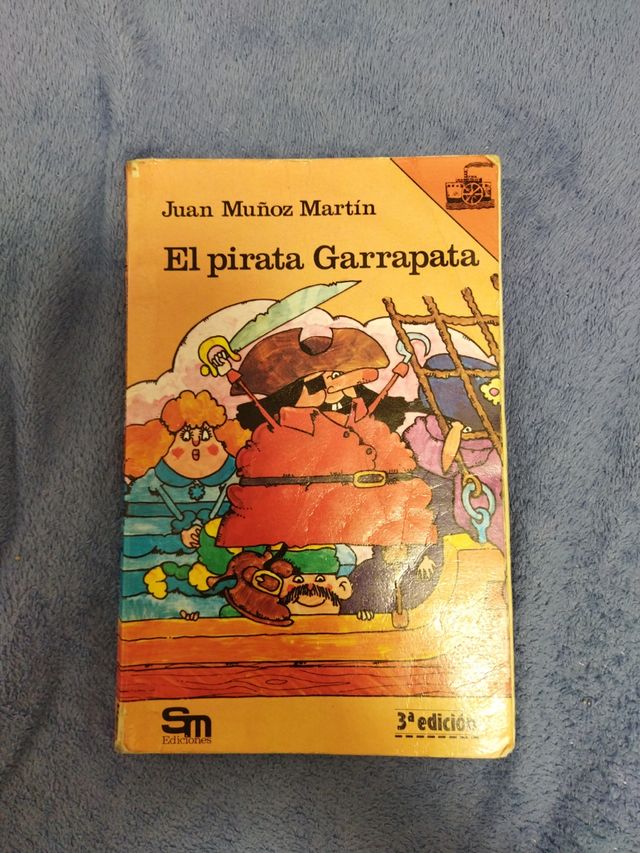 Juan Muñoz Martín
El pirata Garrapata
Sm
Ediciones
3ª edición